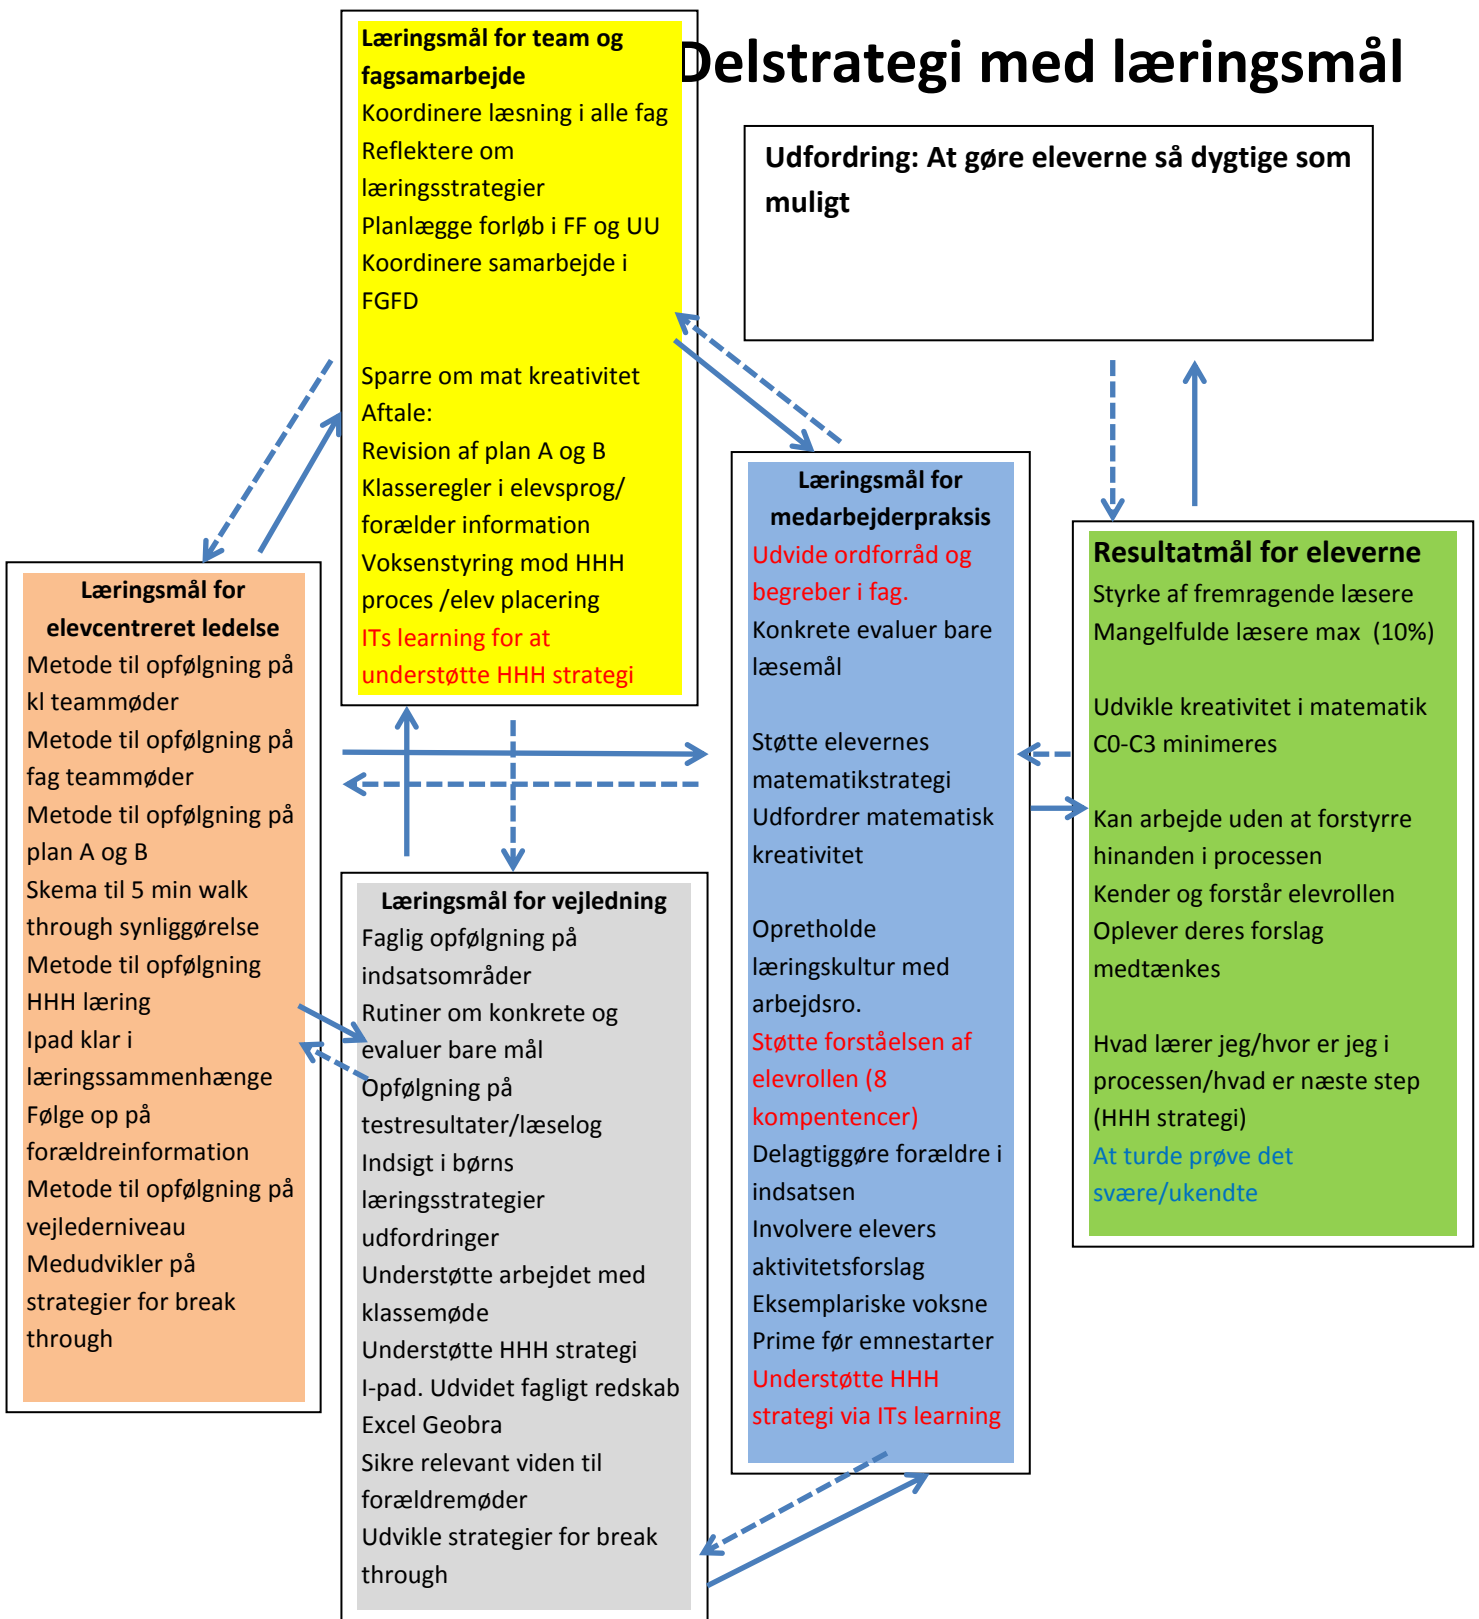 Delstrategi med læringsmål
Udfordring: At gøre eleverne så dygtige som
muligt
Læringsmål for team og
fagsamarbejde
Koordinere læsning i alle fag
Reflektere om
læringsstrategier
Planlægge forløb i FF og UU
Koordinere samarbejde i
FGFD
Sparre om mat kreativitet
Aftale:
Revision af plan A og B
Klasseregler i elevsprog/
forælder information
Voksenstyring mod HHH
proces /elev placering
ITs learning for at
understøtte HHH strategi
Læringsmål for
elevcentreret ledelse
Metode til opfølgning på
kl teammøder
Metode til opfølgning på
fag teammøder
Metode til opfølgning på
plan A og B
Skema til 5 min walk
through synliggørelse
Metode til opfølgning
HHH læring
Ipad klar i
læringssammenhænge
Følge op på
forældreinformation
Metode til opfølgning på
vejlederniveau
Medudvikler på
strategier for break
through
Læringsmål for vejledning
Faglig opfølgning på
indsatsområder
Rutiner om konkrete og
evaluer bare mål
Opfølgning på
testresultater/læselog
Indsigt i børns
læringsstrategier
udfordringer
Understøtte arbejdet med
klassemøde
Understøtte HHH strategi
I-pad. Udvidet fagligt redskab
Excel Geobra
Sikre relevant viden til
forældremøder
Udvikle strategier for break
through
Læringsmål for
medarbejderpraksis
Udvide ordforråd og
begreber i fag.
Konkrete evaluer bare
læsemål
Støtte elevernes
matematikstrategi
Udfordrer matematisk
kreativitet
Opretholde
læringskultur med
arbejdsro.
Støtte forståelsen af
elevrollen (8
kompentencer)
Delagtiggøre forældre i
indsatsen
Involvere elevers
aktivitetsforslag
Eksemplariske voksne
Prime før emnestarter
Understøtte HHH
strategi via ITs learning
Resultatmål for eleverne
Styrke af fremragende læsere
Mangelfulde læsere max  (10%)
Udvikle kreativitet i matematik
C0-C3 minimeres
Kan arbejde uden at forstyrre
hinanden i processen
Kender og forstår elevrollen
Oplever deres forslag
medtænkes
Hvad lærer jeg/hvor er jeg i
processen/hvad er næste step
(HHH strategi)
At turde prøve det
svære/ukendte